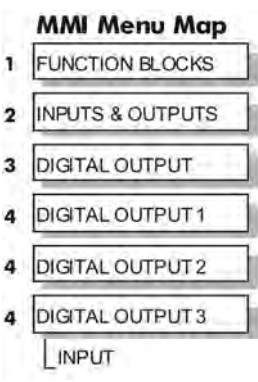 MMI Menu Map
1 FUNCTION BLOCKS
2 INPUTS & OUTPUTS
3 DIGITAL OUTPUT
4 DIGITAL OUTPUT 1
4 DIGITAL OUTPUT 2
4 DIGITAL OUTPUT 3
INPUT